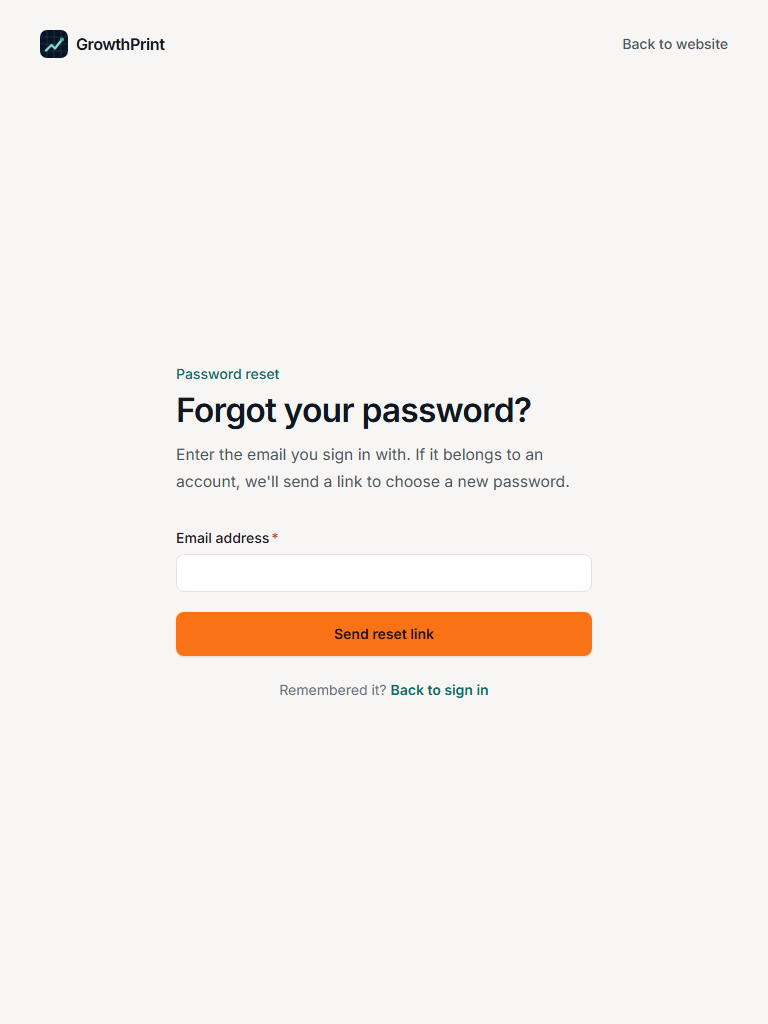 GrowthPrint
Back to website
Password reset
Forgot your password?
Enter the email you sign in with. If it belongs to an
account, we'll send a link to choose a new password.
Email address*
Send reset link
Remembered it? Back to sign in